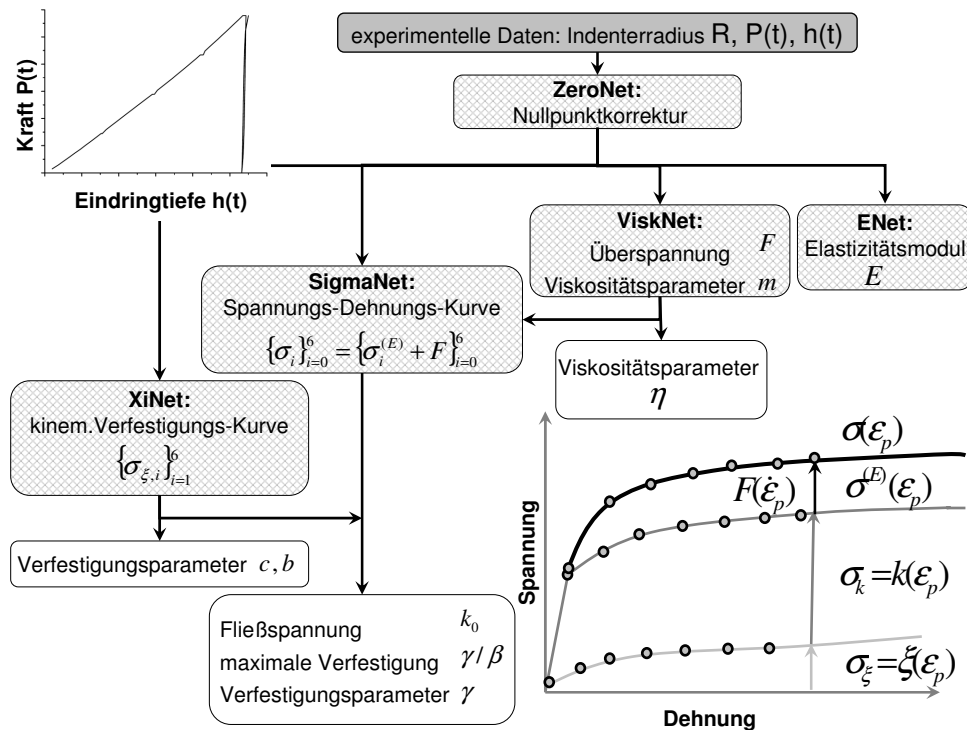 experimentelle Daten: Indenterradius R, P(t), h(t)
Kraft P(t)
Eindringtiefe h(t)
ZeroNet:
Nullpunktkorrektur
ViskNet:
Überspannung F
Viskositätsparameter m
ENet:
Elastizitätsmodul
E
SigmaNet:
Spannungs-Dehnungs-Kurve
{σ_i}_{i=0}^6 = {σ_i^(E) + F}_{i=0}^6
Viskositätsparameter
η
XiNet:
kinem.Verfestigungs-Kurve
{σ_{ξ,i}}_{i=1}^6
Verfestigungsparameter c, b
Fließspannung k_0
maximale Verfestigung γ / β
Verfestigungsparameter γ
Spannung
σ(ε_p)
F(ε̇_p)
σ^(E)(ε_p)
σ_k=k(ε_p)
σ_ξ=ξ(ε_p)
Dehnung